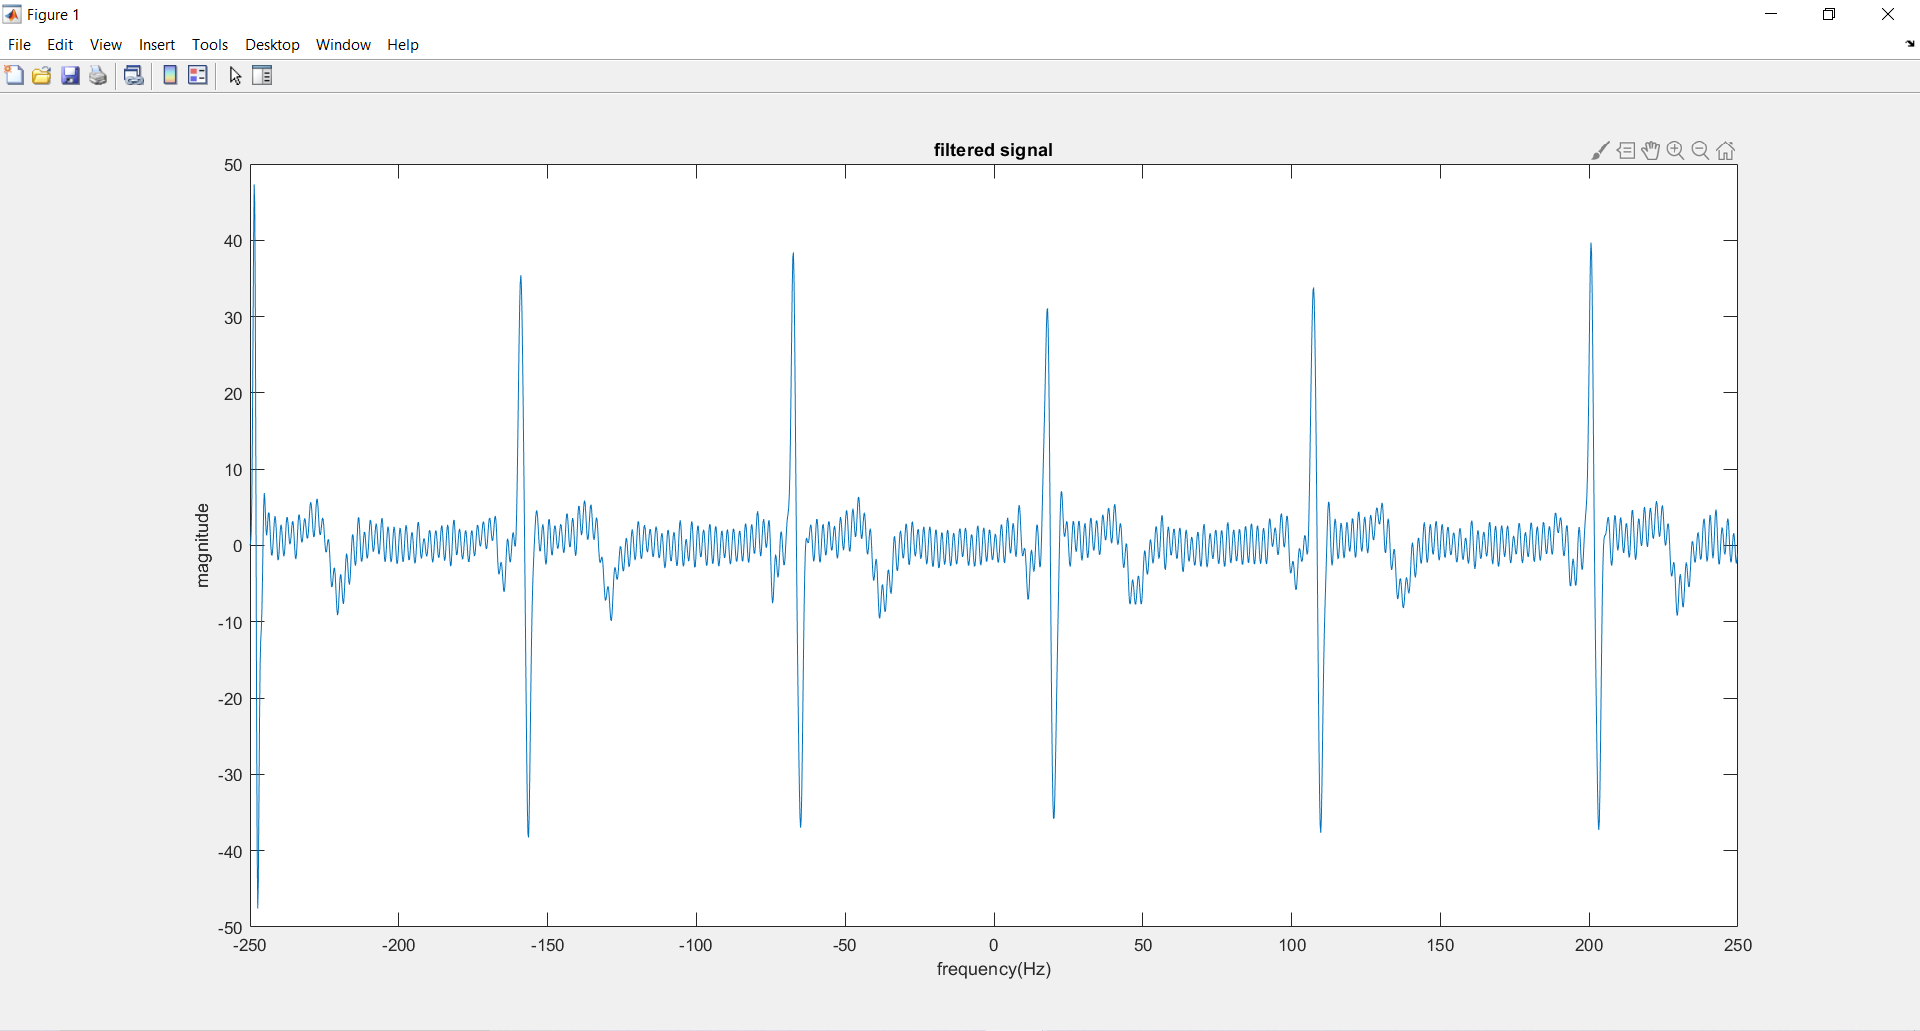 Figure 1
File Edit View Insert Tools Desktop Window Help
filtered signal
50
40
30
20
10
0
-10
-20
-30
-40
-50
magnitude
-250 -200 -150 -100 -50 0 50 100 150 200 250
frequency(Hz)